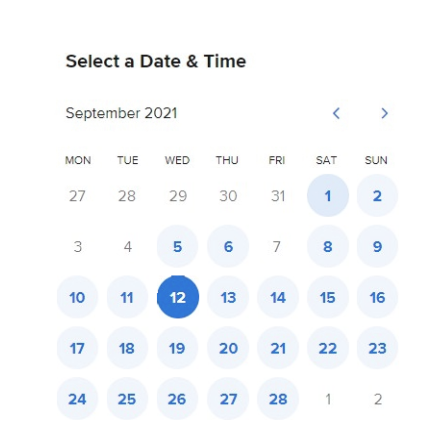 Select a Date & Time
September 2021
MON TUE WED THU FRI SAT SUN
27 28 29 30 31 1 2
3 4 5 6 7 8 9
10 11 12 13 14 15 16
17 18 19 20 21 22 23
24 25 26 27 28 1 2